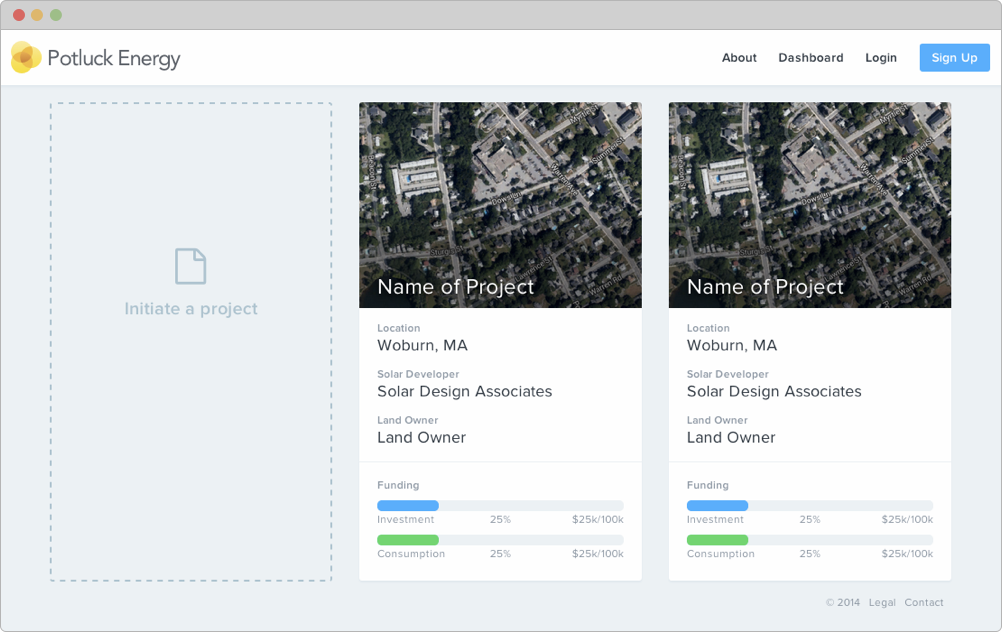 Potluck Energy
About Dashboard Login Sign Up
Initiate a project
Name of Project
Location
Woburn, MA
Solar Developer
Solar Design Associates
Land Owner
Land Owner
Funding
Investment 25% $25k/100k
Consumption 25% $25k/100k
Name of Project
Location
Woburn, MA
Solar Developer
Solar Design Associates
Land Owner
Land Owner
Funding
Investment 25% $25k/100k
Consumption 25% $25k/100k
© 2014 Legal Contact